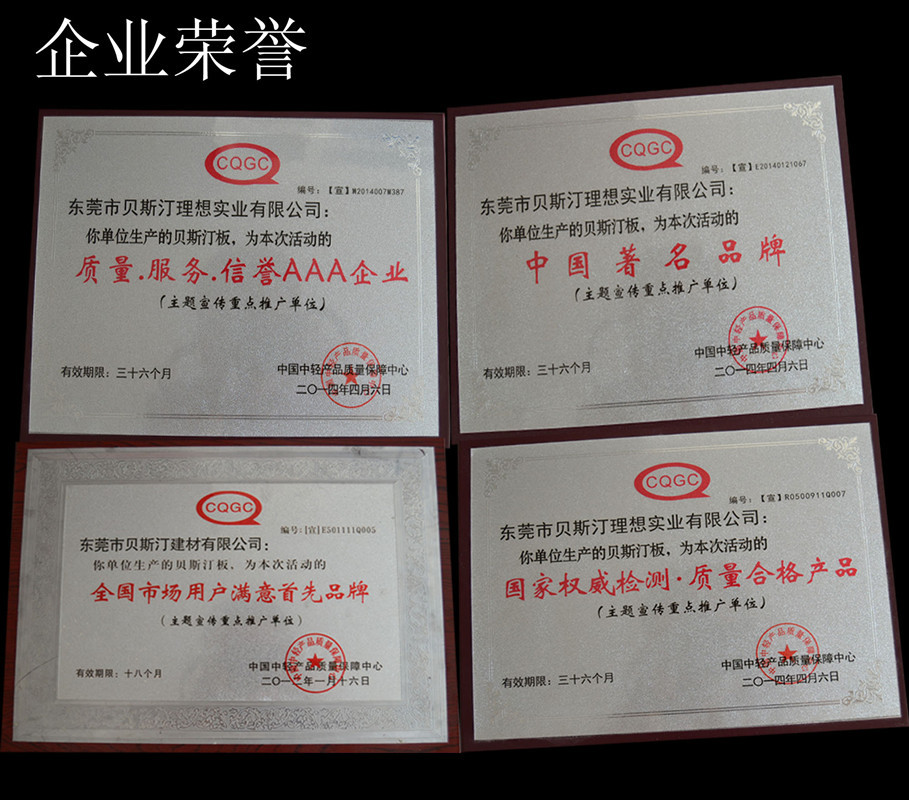 企业荣誉
CQGC
编号：【宣】M2014007M387
东莞市贝斯汀理想实业有限公司：
你单位生产的贝斯汀板，为本次活动的
质量.服务.信誉AAA企业
(主题宣传重点推广单位)
有效期限：三十六个月
中国中轻产品质量保障中心
二〇一四年四月六日
CQGC
编号：【宣】E20140121067
东莞市贝斯汀理想实业有限公司：
你单位生产的贝斯汀板，为本次活动的
中国著名品牌
(主题宣传重点推广单位)
有效期限：三十六个月
中国中轻产品质量保障中心
二〇一四年四月六日
CQGC
编号：[宣]E501111Q005
东莞市贝斯汀建材有限公司：
你单位生产的贝斯汀板，为本次活动的
全国市场用户满意首先品牌
(主题宣传重点推广单位)
有效期限：十八个月
中国中轻产品质量保障中心
二〇一二年一月十六日
CQGC
编号：【宣】R0500911Q007
东莞市贝斯汀理想实业有限公司：
你单位生产的贝斯汀板，为本次活动的
国家权威检测·质量合格产品
(主题宣传重点推广单位)
有效期限：三十六个月
中国中轻产品质量保障中心
二〇一四年四月六日